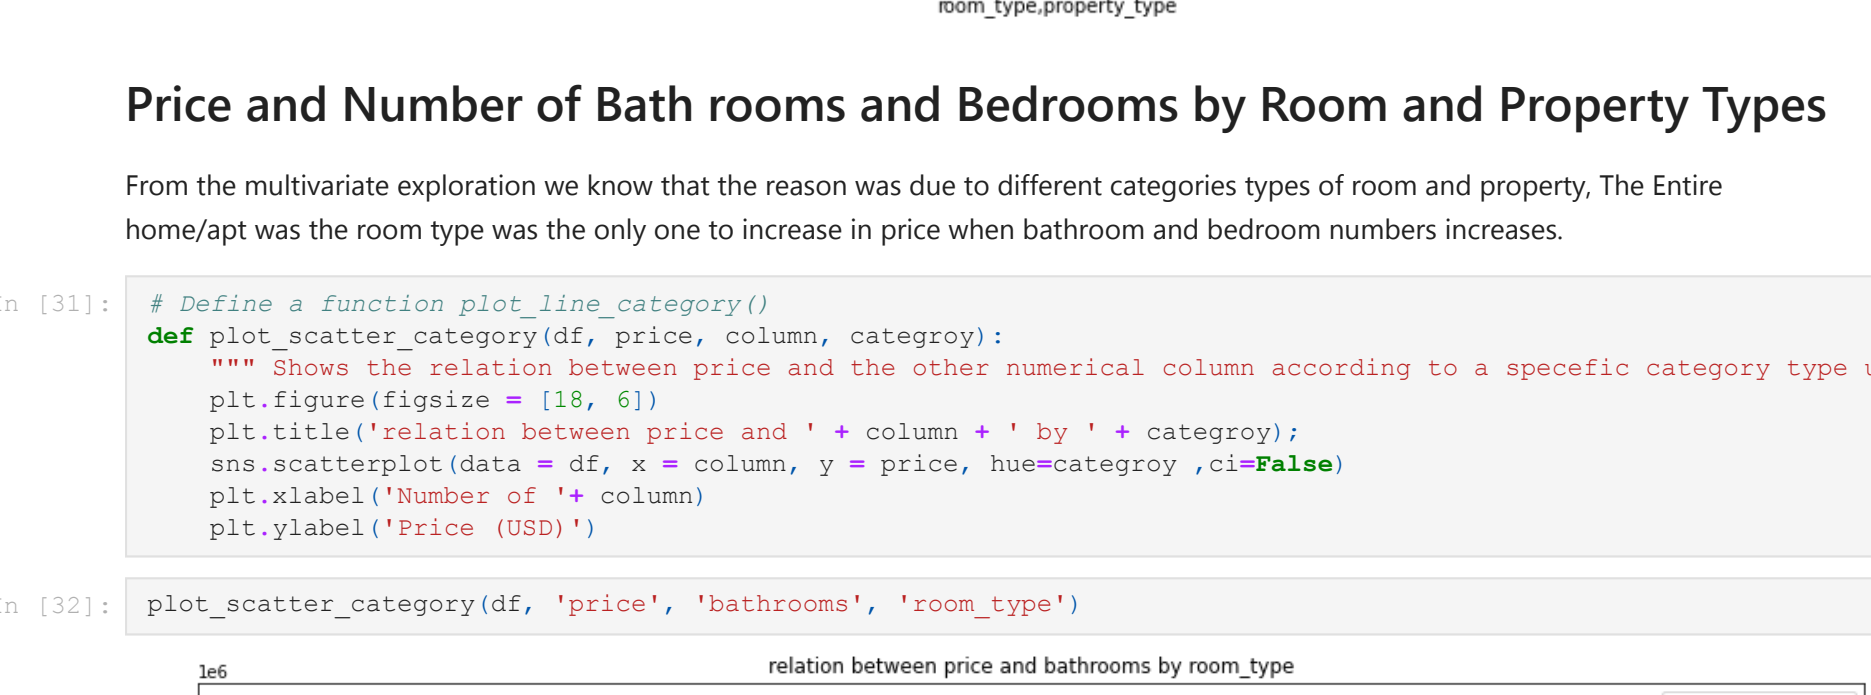 room_type,property_type
Price and Number of Bath rooms and Bedrooms by Room and Property Types
From the multivariate exploration we know that the reason was due to different categories types of room and property, The Entire
home/apt was the room type was the only one to increase in price when bathroom and bedroom numbers increases.
n [31]:
# Define a function plot_line_category()
def plot_scatter_category(df, price, column, categroy):
""" Shows the relation between price and the other numerical column according to a specefic category type
plt.figure(figsize = [18, 6])
plt.title('relation between price and ' + column + ' by ' + categroy);
sns.scatterplot(data = df, x = column, y = price, hue=categroy ,ci=False)
plt.xlabel('Number of '+ column)
plt.ylabel('Price (USD)')
n [32]:
plot_scatter_category(df, 'price', 'bathrooms', 'room_type')
1e6
relation between price and bathrooms by room_type